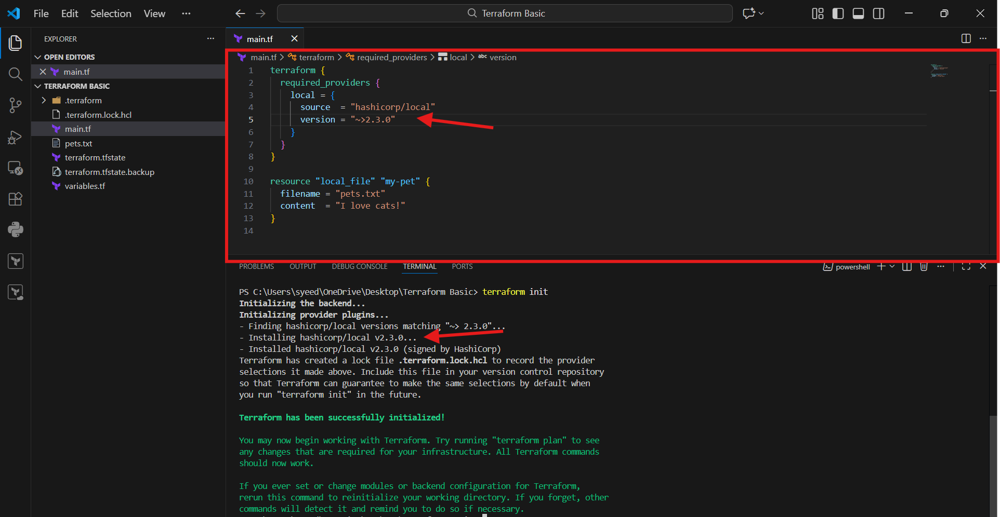 File Edit Selection View ···
Terraform Basic
EXPLORER ···
main.tf
OPEN EDITORS
main.tf
TERRAFORM BASIC
.terraform
.terraform.lock.hcl
main.tf
pets.txt
terraform.tfstate
terraform.tfstate.backup
variables.tf
main.tf > terraform > required_providers > local > abc version
1 terraform {
2 required_providers {
3 local = {
4 source  = "hashicorp/local"
5 version = "~>2.3.0"
6 }
7 }
8 }
9
10 resource "local_file" "my-pet" {
11 filename = "pets.txt"
12 content  = "I love cats!"
13 }
14
PROBLEMS OUTPUT DEBUG CONSOLE TERMINAL PORTS
powershell
PS C:\Users\syeed\OneDrive\Desktop\Terraform Basic> terraform init
Initializing the backend...
Initializing provider plugins...
- Finding hashicorp/local versions matching "~> 2.3.0"...
- Installing hashicorp/local v2.3.0...
- Installed hashicorp/local v2.3.0 (signed by HashiCorp)
Terraform has created a lock file .terraform.lock.hcl to record the provider
selections it made above. Include this file in your version control repository
so that Terraform can guarantee to make the same selections by default when
you run "terraform init" in the future.
Terraform has been successfully initialized!
You may now begin working with Terraform. Try running "terraform plan" to see
any changes that are required for your infrastructure. All Terraform commands
should now work.
If you ever set or change modules or backend configuration for Terraform,
rerun this command to reinitialize your working directory. If you forget, other
commands will detect it and remind you to do so if necessary.